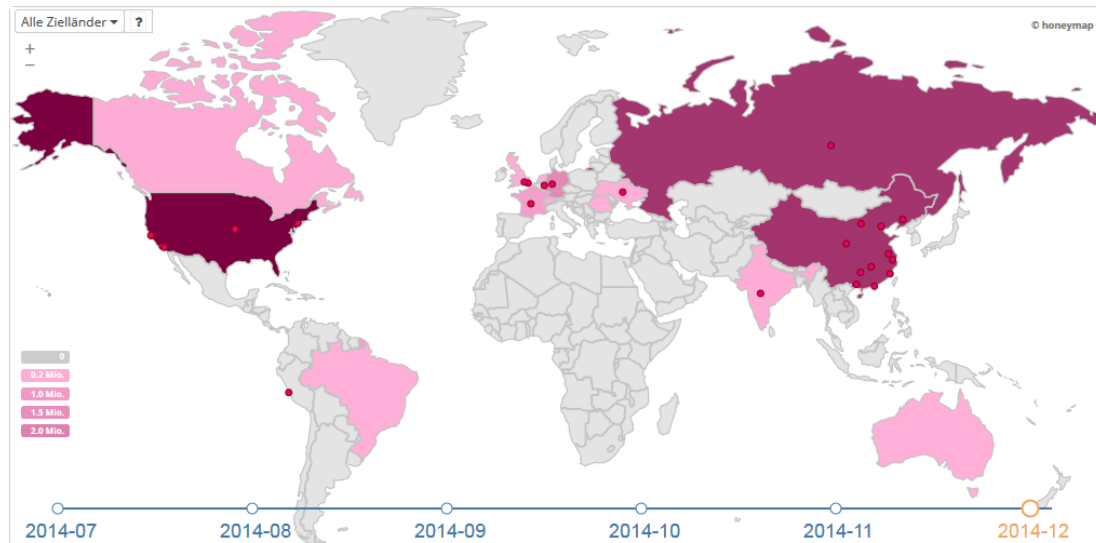 Alle Zielländer ?
© honeymap
+
−
0
0.2 Mio.
1.0 Mio.
1.5 Mio.
2.0 Mio.
2014-07 2014-08 2014-09 2014-10 2014-11 2014-12